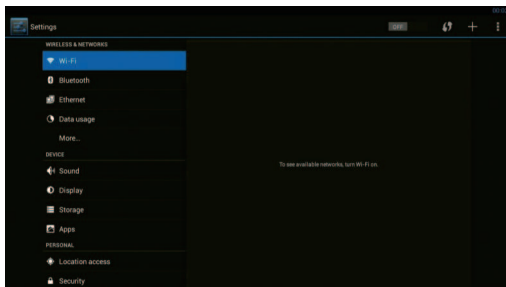 Settings
OFF
WIRELESS & NETWORKS
Wi-Fi
Bluetooth
Ethernet
Data usage
More...
DEVICE
Sound
Display
Storage
Apps
PERSONAL
Location access
Security
To see available networks, turn Wi-Fi on.